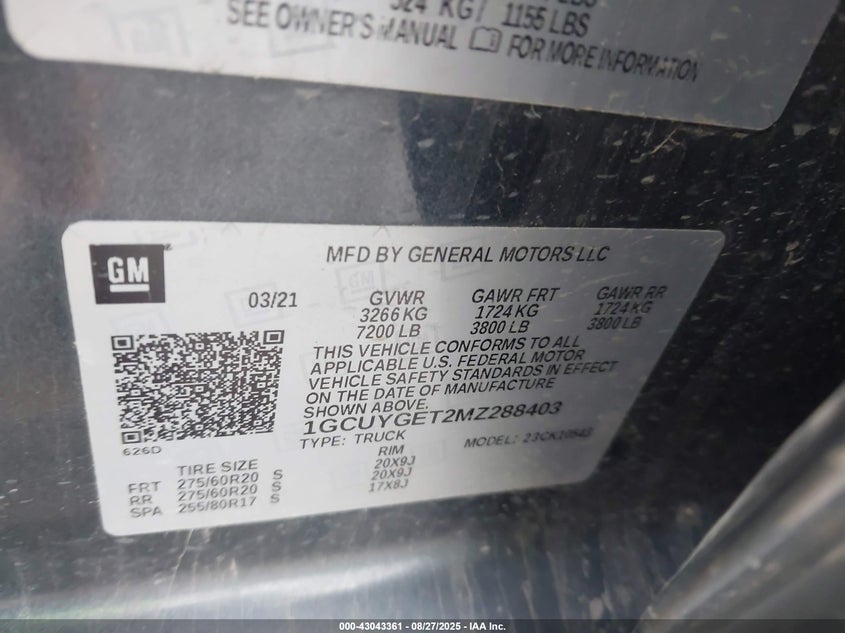 524 KG / 1155 LBS
SEE OWNER'S MANUAL FOR MORE INFORMATION
GM
MFD BY GENERAL MOTORS LLC
03/21 GVWR GAWR FRT GAWR RR
3266 KG 1724 KG 1724 KG
7200 LB 3800 LB 3800 LB
THIS VEHICLE CONFORMS TO ALL
APPLICABLE U.S. FEDERAL MOTOR
VEHICLE SAFETY STANDARDS IN EFFECT
ON THE DATE OF MANUFACTURE
SHOWN ABOVE.
1GCUYGET2MZ288403
TYPE: TRUCK MODEL: 23CK10543
626D
TIRE SIZE RIM
FRT 275/60R20 S 20X9J
RR 275/60R20 S 20X9J
SPA 255/80R17 S 17X8J
000-43043361 - 08/27/2025 - IAA Inc.